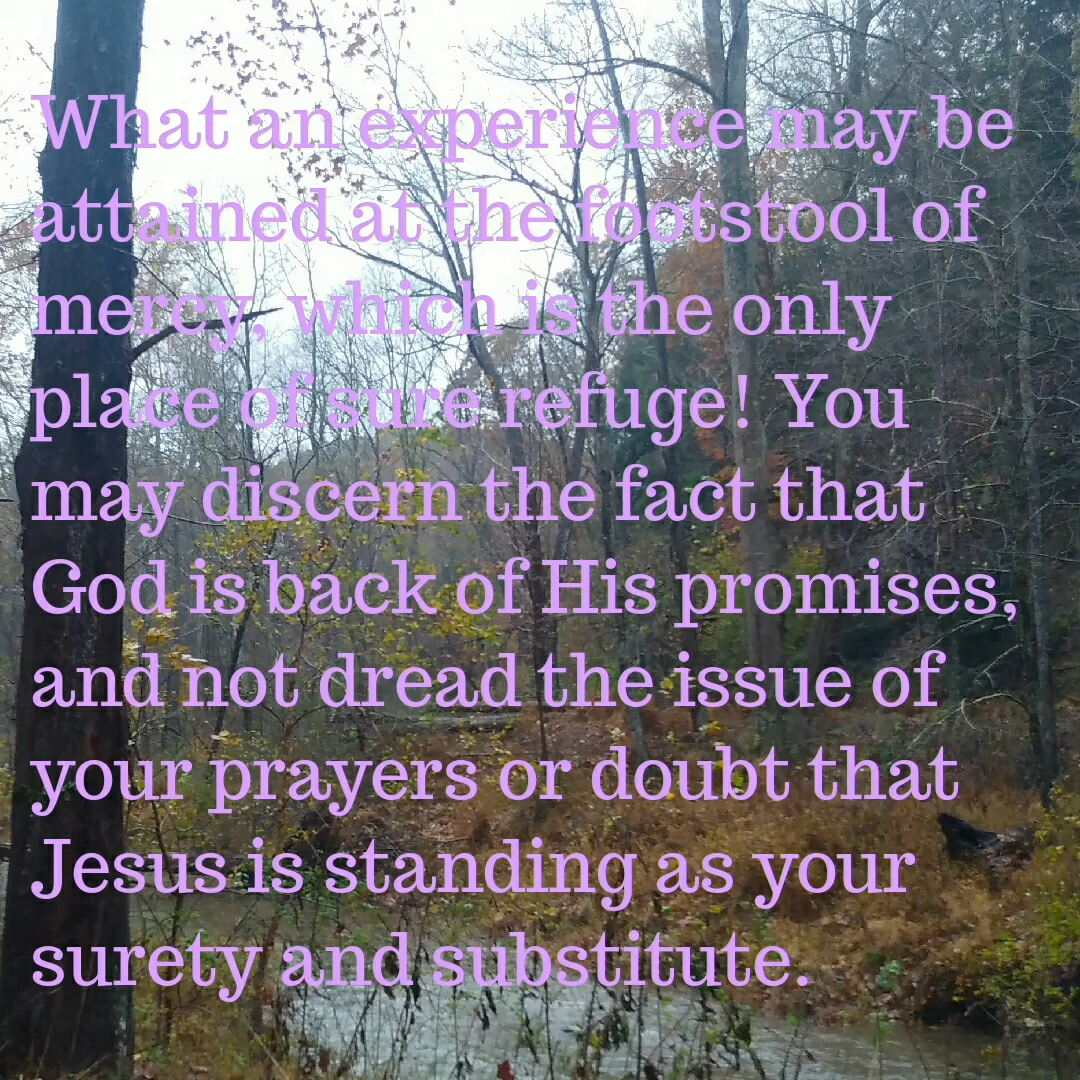 What an experience may be
attained at the footstool of
mercy, which is the only
place of sure refuge! You
may discern the fact that
God is back of His promises,
and not dread the issue of
your prayers or doubt that
Jesus is standing as your
surety and substitute.